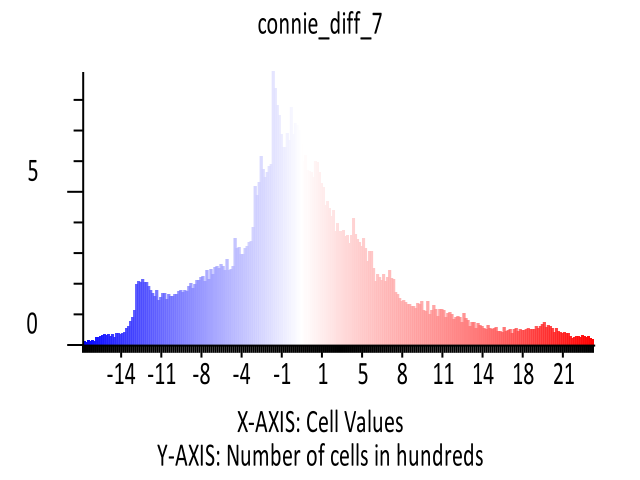 connie_diff_7
5
0
-14 -11 -8 -4 -1 1 5 8 11 14 18 21
X-AXIS: Cell Values
Y-AXIS: Number of cells in hundreds